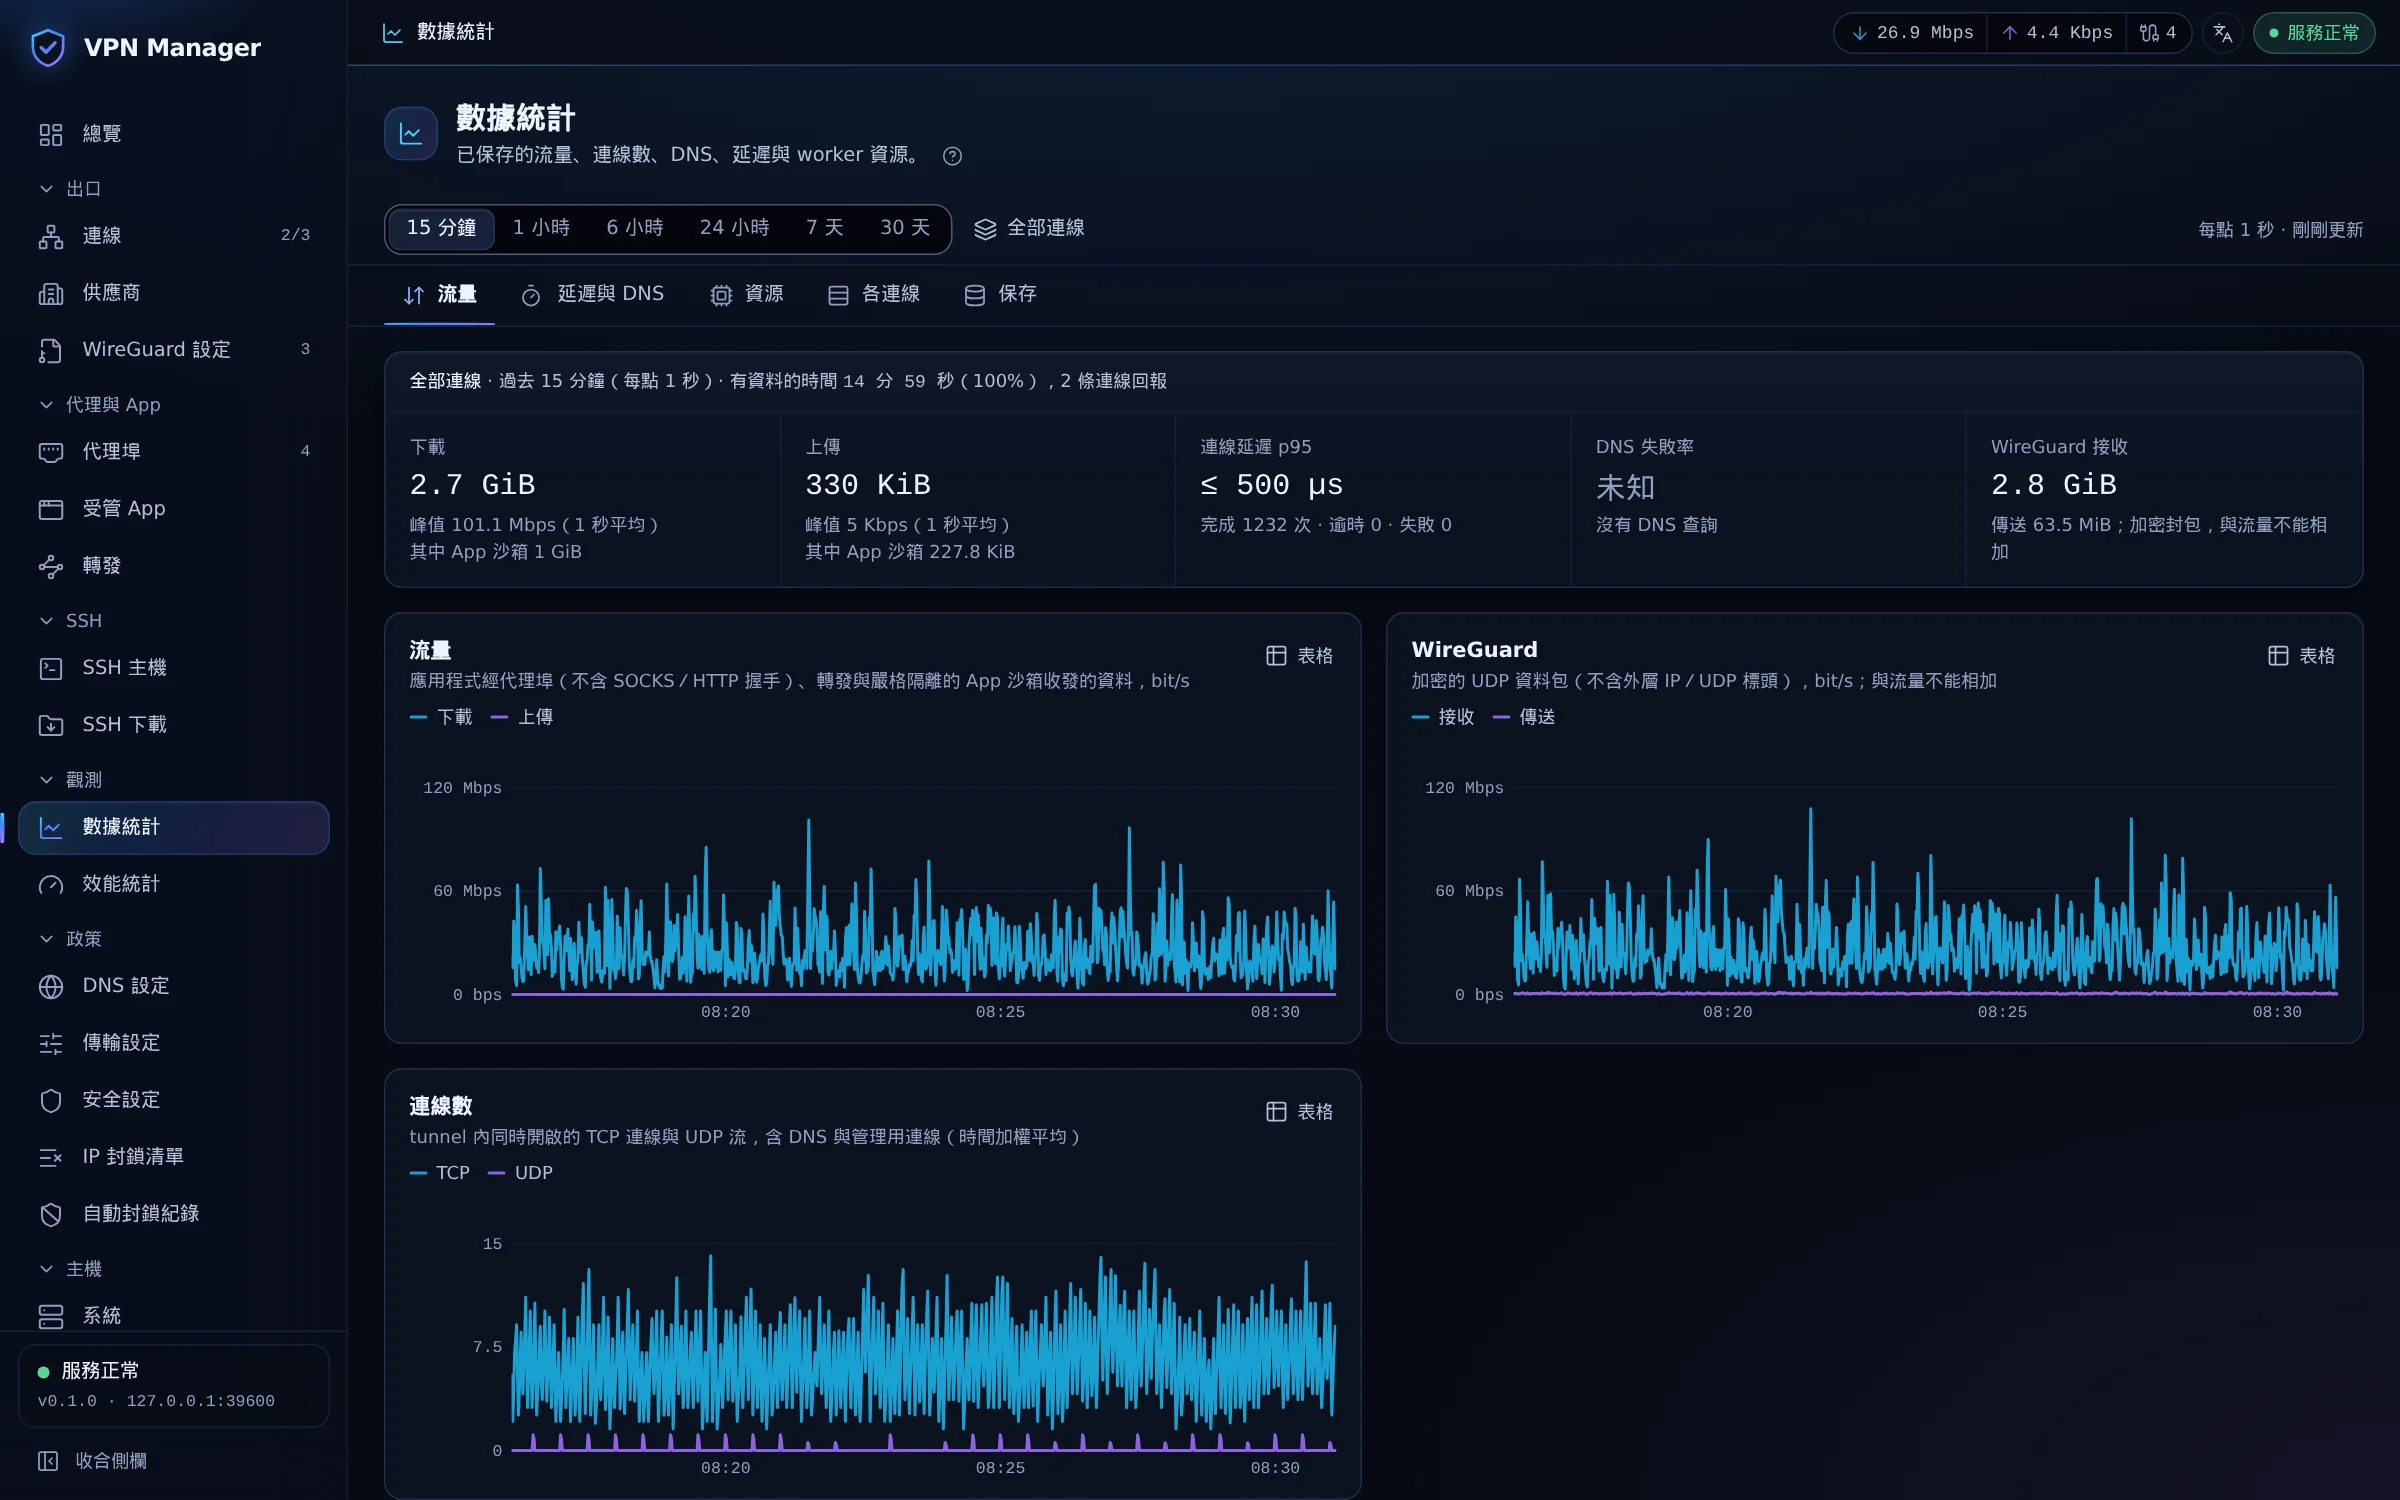 VPN Manager
總覽
出口
連線 2/3
供應商
WireGuard 設定 3
代理與 App
代理埠 4
受管 App
轉發
SSH
SSH 主機
SSH 下載
觀測
數據統計
效能統計
政策
DNS 設定
傳輸設定
安全設定
IP 封鎖清單
自動封鎖紀錄
主機
系統
服務正常
v0.1.0 · 127.0.0.1:39600
收合側欄
數據統計
26.9 Mbps 4.4 Kbps 4 服務正常
數據統計
已保存的流量、連線數、DNS、延遲與 worker 資源。
15 分鐘 1 小時 6 小時 24 小時 7 天 30 天 全部連線
每點 1 秒 · 剛剛更新
流量 延遲與 DNS 資源 各連線 保存
全部連線 · 過去 15 分鐘（每點 1 秒）· 有資料的時間 14 分 59 秒（100%），2 條連線回報
下載
2.7 GiB
峰值 101.1 Mbps（1 秒平均）
其中 App 沙箱 1 GiB
上傳
330 KiB
峰值 5 Kbps（1 秒平均）
其中 App 沙箱 227.8 KiB
連線延遲 p95
≤ 500 µs
完成 1232 次 · 逾時 0 · 失敗 0
DNS 失敗率
未知
沒有 DNS 查詢
WireGuard 接收
2.8 GiB
傳送 63.5 MiB；加密封包，與流量不能相
加
流量
表格
應用程式經代理埠（不含 SOCKS／HTTP 握手）、轉發與嚴格隔離的 App 沙箱收發的資料，bit/s
下載 上傳
120 Mbps
60 Mbps
0 bps
08:20 08:25 08:30
WireGuard
表格
加密的 UDP 資料包（不含外層 IP／UDP 標頭），bit/s；與流量不能相加
接收 傳送
120 Mbps
60 Mbps
0 bps
08:20 08:25 08:30
連線數
表格
tunnel 內同時開啟的 TCP 連線與 UDP 流，含 DNS 與管理用連線（時間加權平均）
TCP UDP
15
7.5
0
08:20 08:25 08:30